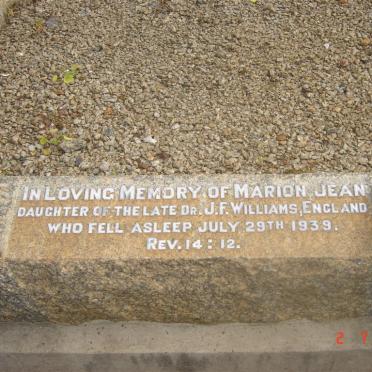 IN LOVING MEMORY OF MARION JEAN
DAUGHTER OF THE LATE DR. J.F. WILLIAMS, ENGLAND
WHO FELL ASLEEP JULY 29TH 1939.
REV. 14 : 12.